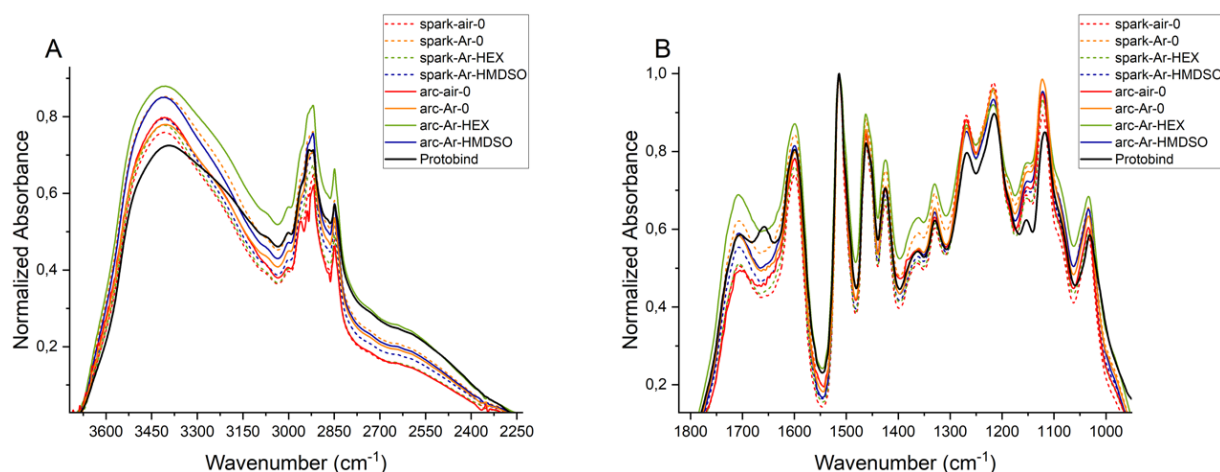 A
spark-air-0
spark-Ar-0
spark-Ar-HEX
spark-Ar-HMDSO
arc-air-0
arc-Ar-0
arc-Ar-HEX
arc-Ar-HMDSO
Protobind
Normalized Absorbance
0,8
0,6
0,4
0,2
3600 3450 3300 3150 3000 2850 2700 2550 2400 2250
Wavenumber (cm⁻¹)
B
spark-air-0
spark-Ar-0
spark-Ar-HEX
spark-Ar-HMDSO
arc-air-0
arc-Ar-0
arc-Ar-HEX
arc-Ar-HMDSO
Protobind
Normalized Absorbance
1,0
0,8
0,6
0,4
0,2
1800 1700 1600 1500 1400 1300 1200 1100 1000
Wavenumber (cm⁻¹)